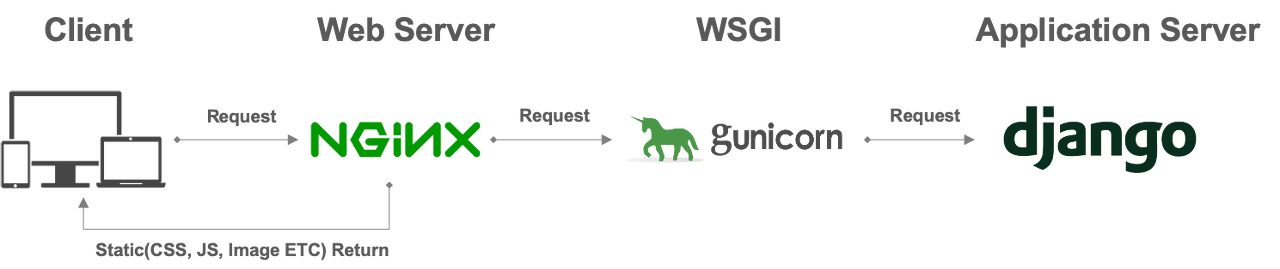 Client
Web Server
WSGI
Application Server
Request
Request
Request
NGiNX
gunicorn
django
Static(CSS, JS, Image ETC) Return